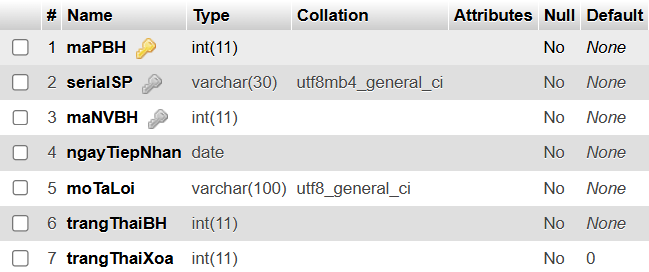 # Name Type Collation Attributes Null Default
1 maPBH int(11) No None
2 serialSP varchar(30) utf8mb4_general_ci No None
3 maNVBH int(11) No None
4 ngayTiepNhan date No None
5 moTaLoi varchar(100) utf8_general_ci No None
6 trangThaiBH int(11) No None
7 trangThaiXoa int(11) No 0